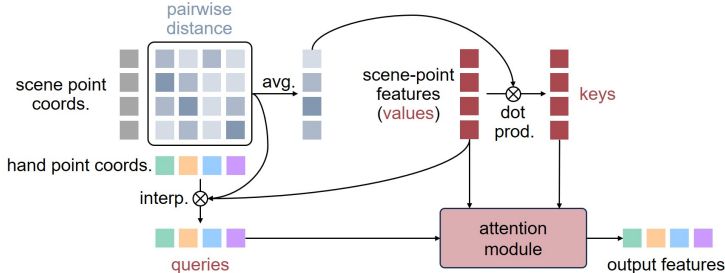 pairwise
distance
scene point
coords.
avg.
scene-point
features
(values)
dot
prod.
keys
hand point coords.
interp.
queries
attention
module
output features